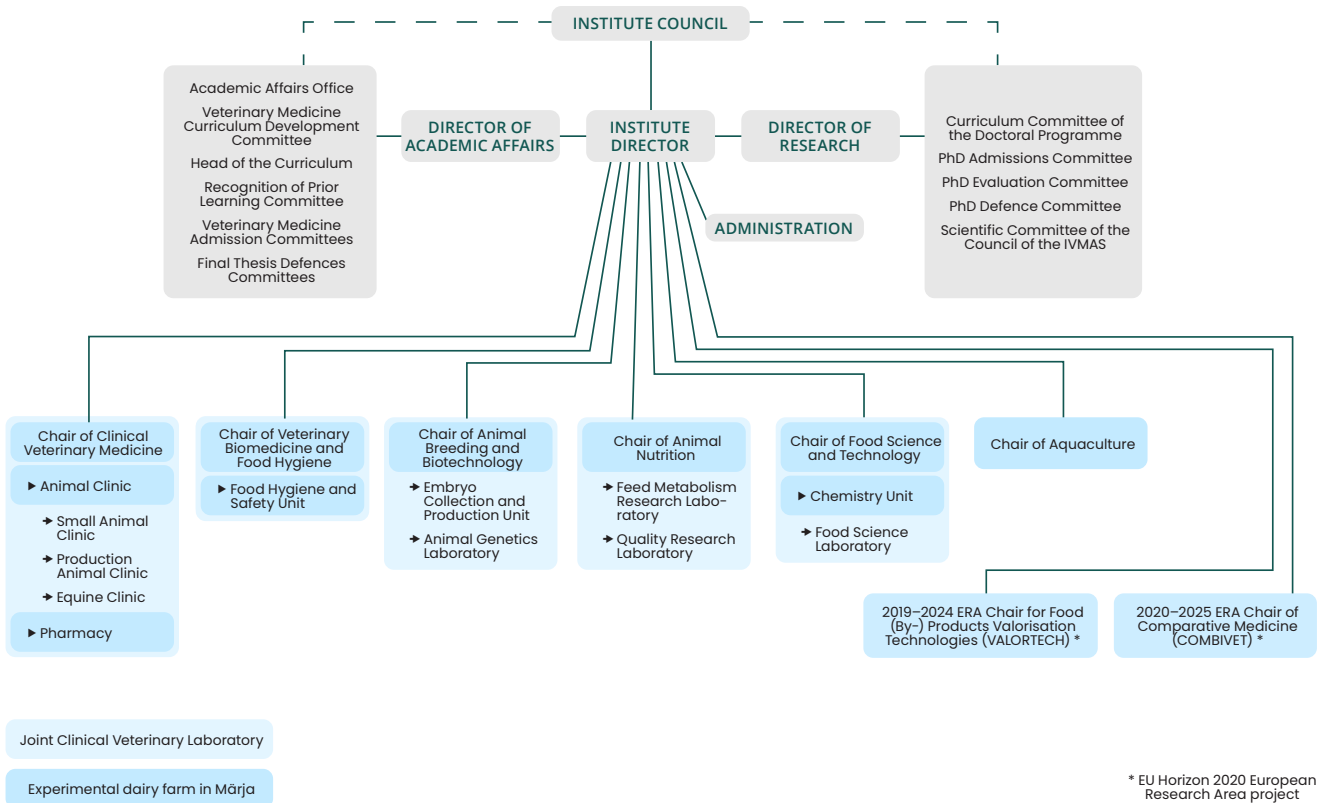 INSTITUTE COUNCIL
Academic Affairs Office
Veterinary Medicine
Curriculum Development
Committee
Head of the Curriculum
Recognition of Prior
Learning Committee
Veterinary Medicine
Admission Committees
Final Thesis Defences
Committees
DIRECTOR OF
ACADEMIC AFFAIRS
INSTITUTE
DIRECTOR
DIRECTOR OF
RESEARCH
Curriculum Committee of
the Doctoral Programme
PhD Admissions Committee
PhD Evaluation Committee
PhD Defence Committee
Scientific Committee of the
Council of the IVMAS
ADMINISTRATION
Chair of Clinical
Veterinary Medicine
Animal Clinic
Small Animal
Clinic
Production
Animal Clinic
Equine Clinic
Pharmacy
Chair of Veterinary
Biomedicine and
Food Hygiene
Food Hygiene and
Safety Unit
Chair of Animal
Breeding and
Biotechnology
Embryo
Collection and
Production Unit
Animal Genetics
Laboratory
Chair of Animal
Nutrition
Feed Metabolism
Research Labo-
ratory
Quality Research
Laboratory
Chair of Food Science
and Technology
Chemistry Unit
Food Science
Laboratory
Chair of Aquaculture
2019–2024 ERA Chair for Food
(By-) Products Valorisation
Technologies (VALORTECH) *
2020–2025 ERA Chair of
Comparative Medicine
(COMBIVET) *
Joint Clinical Veterinary Laboratory
Experimental dairy farm in Märja
* EU Horizon 2020 European
Research Area project